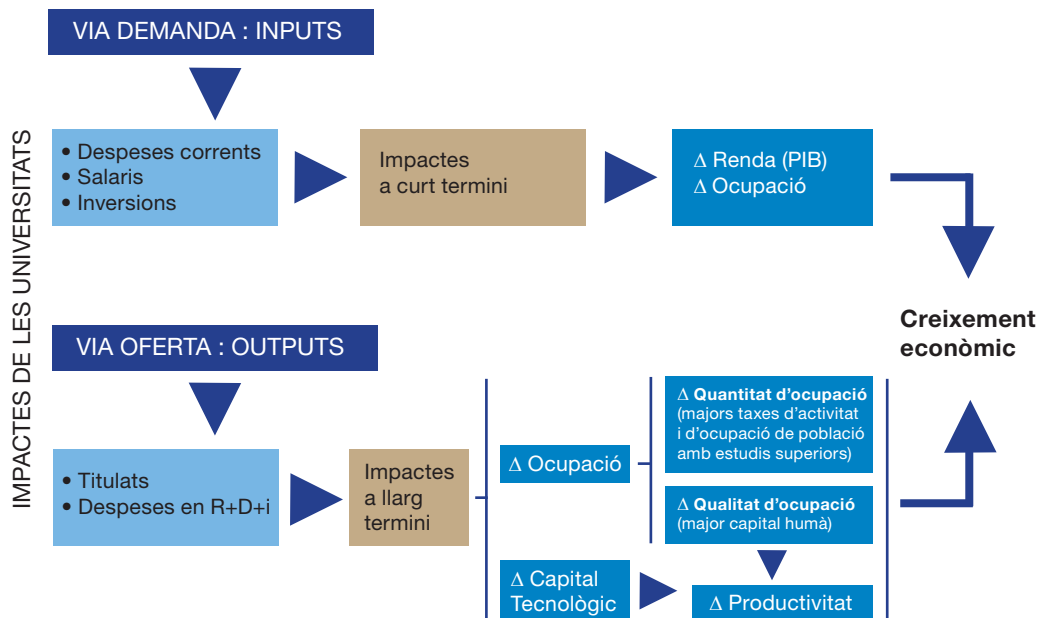 IMPACTES DE LES UNIVERSITATS
VIA DEMANDA : INPUTS
• Despeses corrents
• Salaris
• Inversions
Impactes
a curt termini
Δ Renda (PIB)
Δ Ocupació
Creixement
econòmic
VIA OFERTA : OUTPUTS
• Titulats
• Despeses en R+D+i
Impactes
a llarg
termini
Δ Ocupació
Δ Quantitat d’ocupació
(majors taxes d’activitat
i d’ocupació de població
amb estudis superiors)
Δ Qualitat d’ocupació
(major capital humà)
Δ Capital
Tecnològic
Δ Productivitat